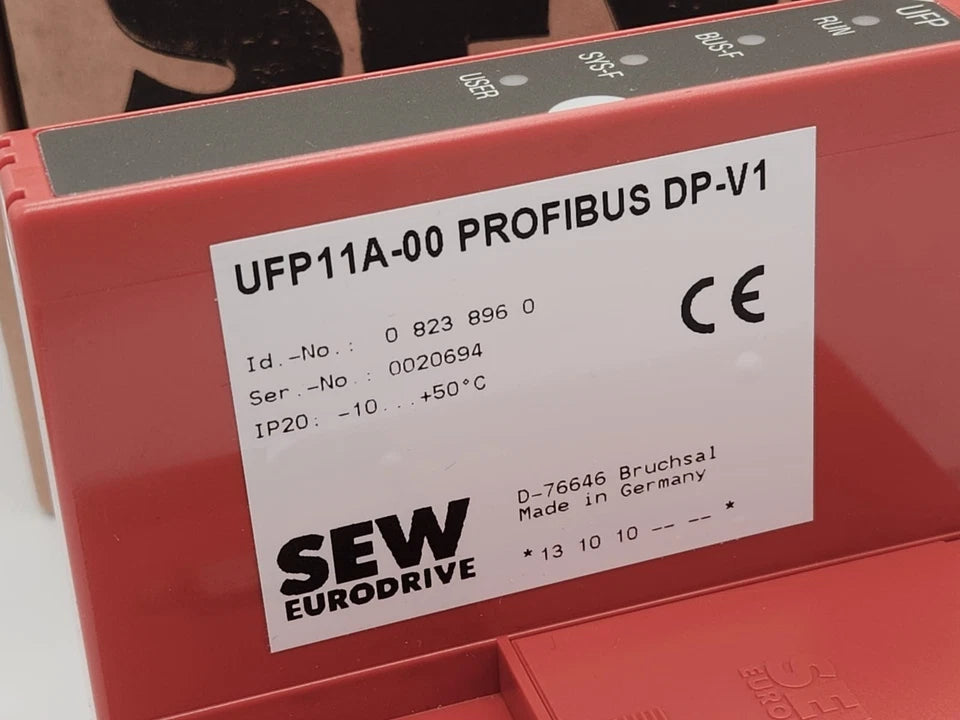 USER SYS-F BUS-F RUN UFP
UFP11A-00 PROFIBUS DP-V1
Id.-No.: 0 823 896 0
Ser.-No.: 0020694
IP20: -10...+50°C
CE
D-76646 Bruchsal
Made in Germany
*13 10 10 -- -- *
SEW
EURODRIVE